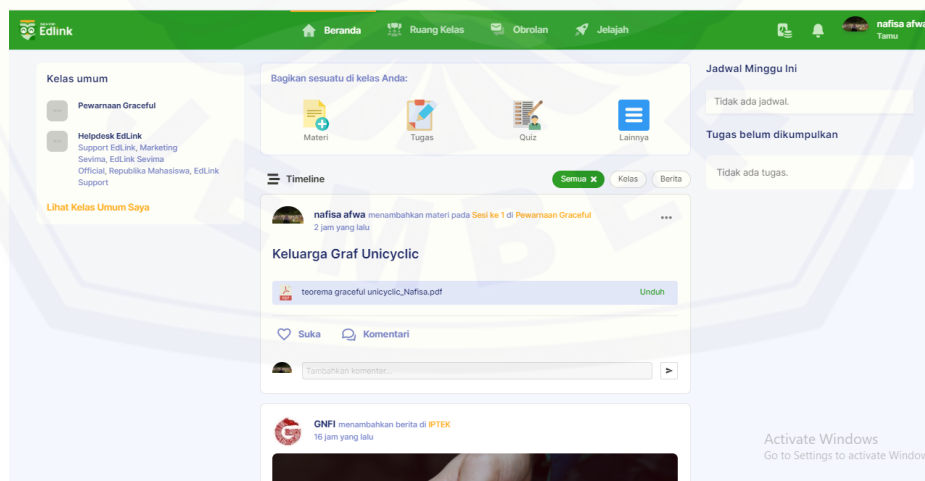 Edlink
Beranda
Ruang Kelas
Obrolan
Jelajah
nafisa afwa
Tamu
Kelas umum
Pewarnaan Graceful
Helpdesk EdLink
Support EdLink, Marketing
Sevima, EdLink Sevima
Official, Republika Mahasiswa, EdLink
Support
Lihat Kelas Umum Saya
Bagikan sesuatu di kelas Anda:
Materi
Tugas
Quiz
Lainnya
Timeline
Semua x
Kelas
Berita
nafisa afwa menambahkan materi pada Sesi ke 1 di Pewarnaan Graceful
2 jam yang lalu
Keluarga Graf Unicyclic
teorema graceful unicyclic_Nafisa.pdf
Unduh
Suka
Komentari
Tambahkan komentar...
GNFI menambahkan berita di IPTEK
16 jam yang lalu
Jadwal Minggu Ini
Tidak ada jadwal.
Tugas belum dikumpulkan
Tidak ada tugas.
Activate Windows
Go to Settings to activate Window